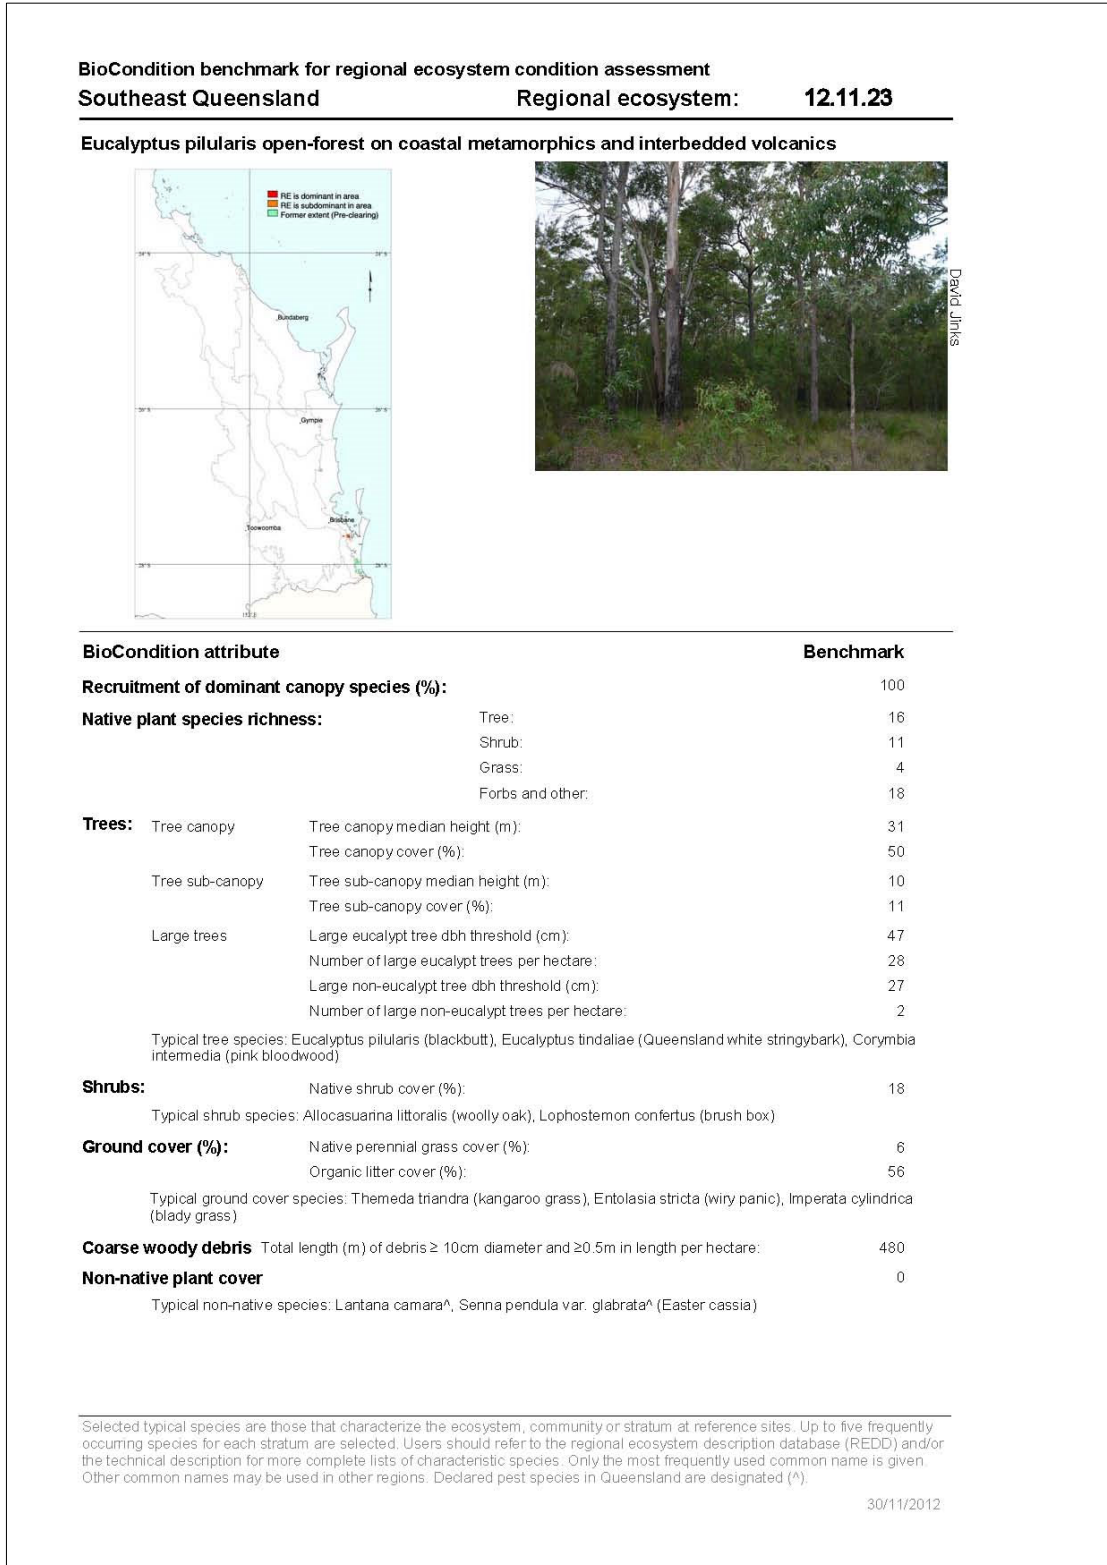 BioCondition benchmark for regional ecosystem condition assessment
Southeast Queensland Regional ecosystem: 12.11.23
Eucalyptus pilularis open-forest on coastal metamorphics and interbedded volcanics
RE is dominant in area
RE is subdominant in area
Former extent (Pre-clearing)
24° S
24° S
Bundaberg
David Jinks
26° S
26° S
Gympie
Brisbane
Toowoomba
28° S
28° S
BioCondition attribute Benchmark
Recruitment of dominant canopy species (%): 100
Native plant species richness: Tree: 16
Shrub: 11
Grass: 4
Forbs and other: 18
Trees: Tree canopy Tree canopy median height (m): 31
Tree canopy cover (%): 50
Tree sub-canopy Tree sub-canopy median height (m): 10
Tree sub-canopy cover (%): 11
Large trees Large eucalypt tree dbh threshold (cm): 47
Number of large eucalypt trees per hectare: 28
Large non-eucalypt tree dbh threshold (cm): 27
Number of large non-eucalypt trees per hectare: 2
Typical tree species: Eucalyptus pilularis (blackbutt), Eucalyptus tindaliae (Queensland white stringybark), Corymbia
intermedia (pink bloodwood)
Shrubs: Native shrub cover (%): 18
Typical shrub species: Allocasuarina littoralis (woolly oak), Lophostemon confertus (brush box)
Ground cover (%): Native perennial grass cover (%): 6
Organic litter cover (%): 56
Typical ground cover species: Themeda triandra (kangaroo grass), Entolasia stricta (wiry panic), Imperata cylindrica
(blady grass)
Coarse woody debris Total length (m) of debris ≥ 10cm diameter and ≥0.5m in length per hectare: 480
Non-native plant cover 0
Typical non-native species: Lantana camara^, Senna pendula var. glabrata^ (Easter cassia)
Selected typical species are those that characterize the ecosystem, community or stratum at reference sites. Up to five frequently
occurring species for each stratum are selected. Users should refer to the regional ecosystem description database (REDD) and/or
the technical description for more complete lists of characteristic species. Only the most frequently used common name is given.
Other common names may be used in other regions. Declared pest species in Queensland are designated (^).
30/11/2012